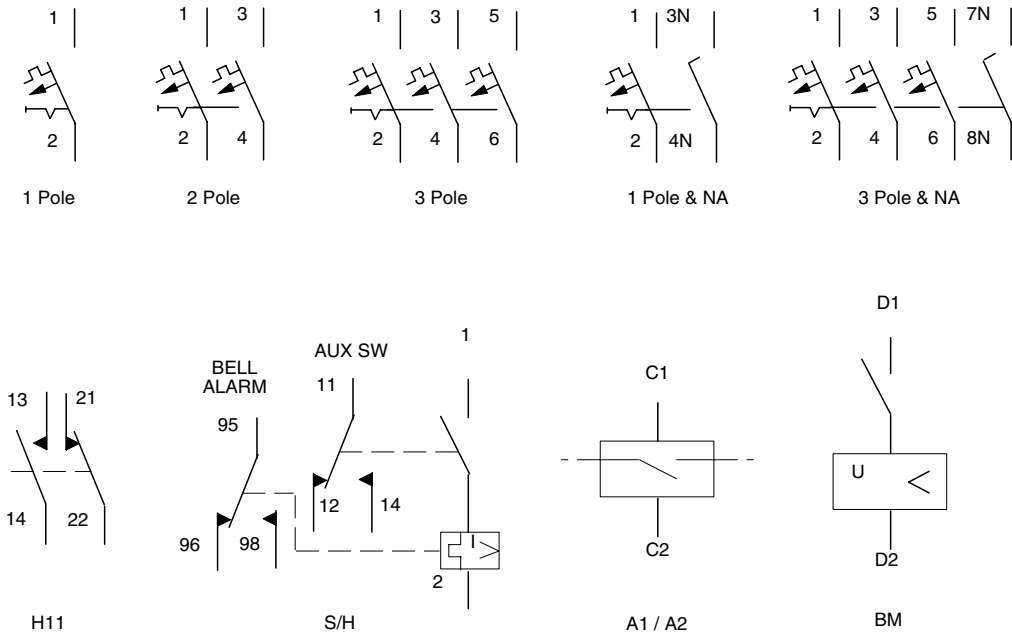 1
2
1 Pole
1 3
2 4
2 Pole
1 3 5
2 4 6
3 Pole
1 3N
2 4N
1 Pole & NA
1 3 5 7N
2 4 6 8N
3 Pole & NA
13 21
14 22
H11
BELL
ALARM
95
96 98
AUX SW
11
12 14
1
I >
2
S/H
C1
C2
A1 / A2
D1
U <
D2
BM